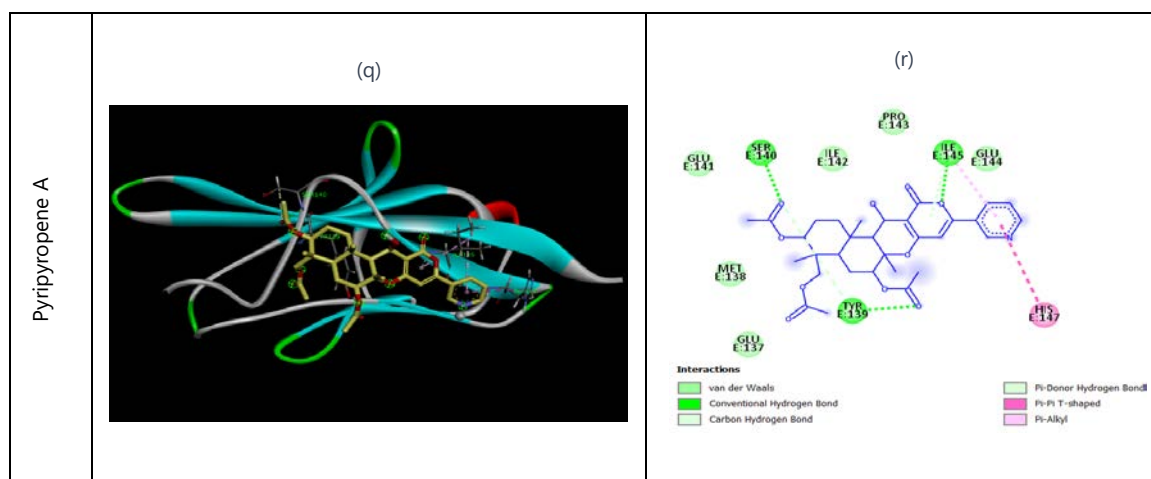 Pyripyropene A
(q)
(r)
PRO
E:143
SER
E:140
ILE
E:142
ILE
E:145
GLU
E:144
GLU
E:141
MET
E:138
TYR
E:139
HIS
E:147
GLU
E:137
Interactions
van der Waals
Conventional Hydrogen Bond
Carbon Hydrogen Bond
Pi-Donor Hydrogen Bond
Pi-Pi T-shaped
Pi-Alkyl